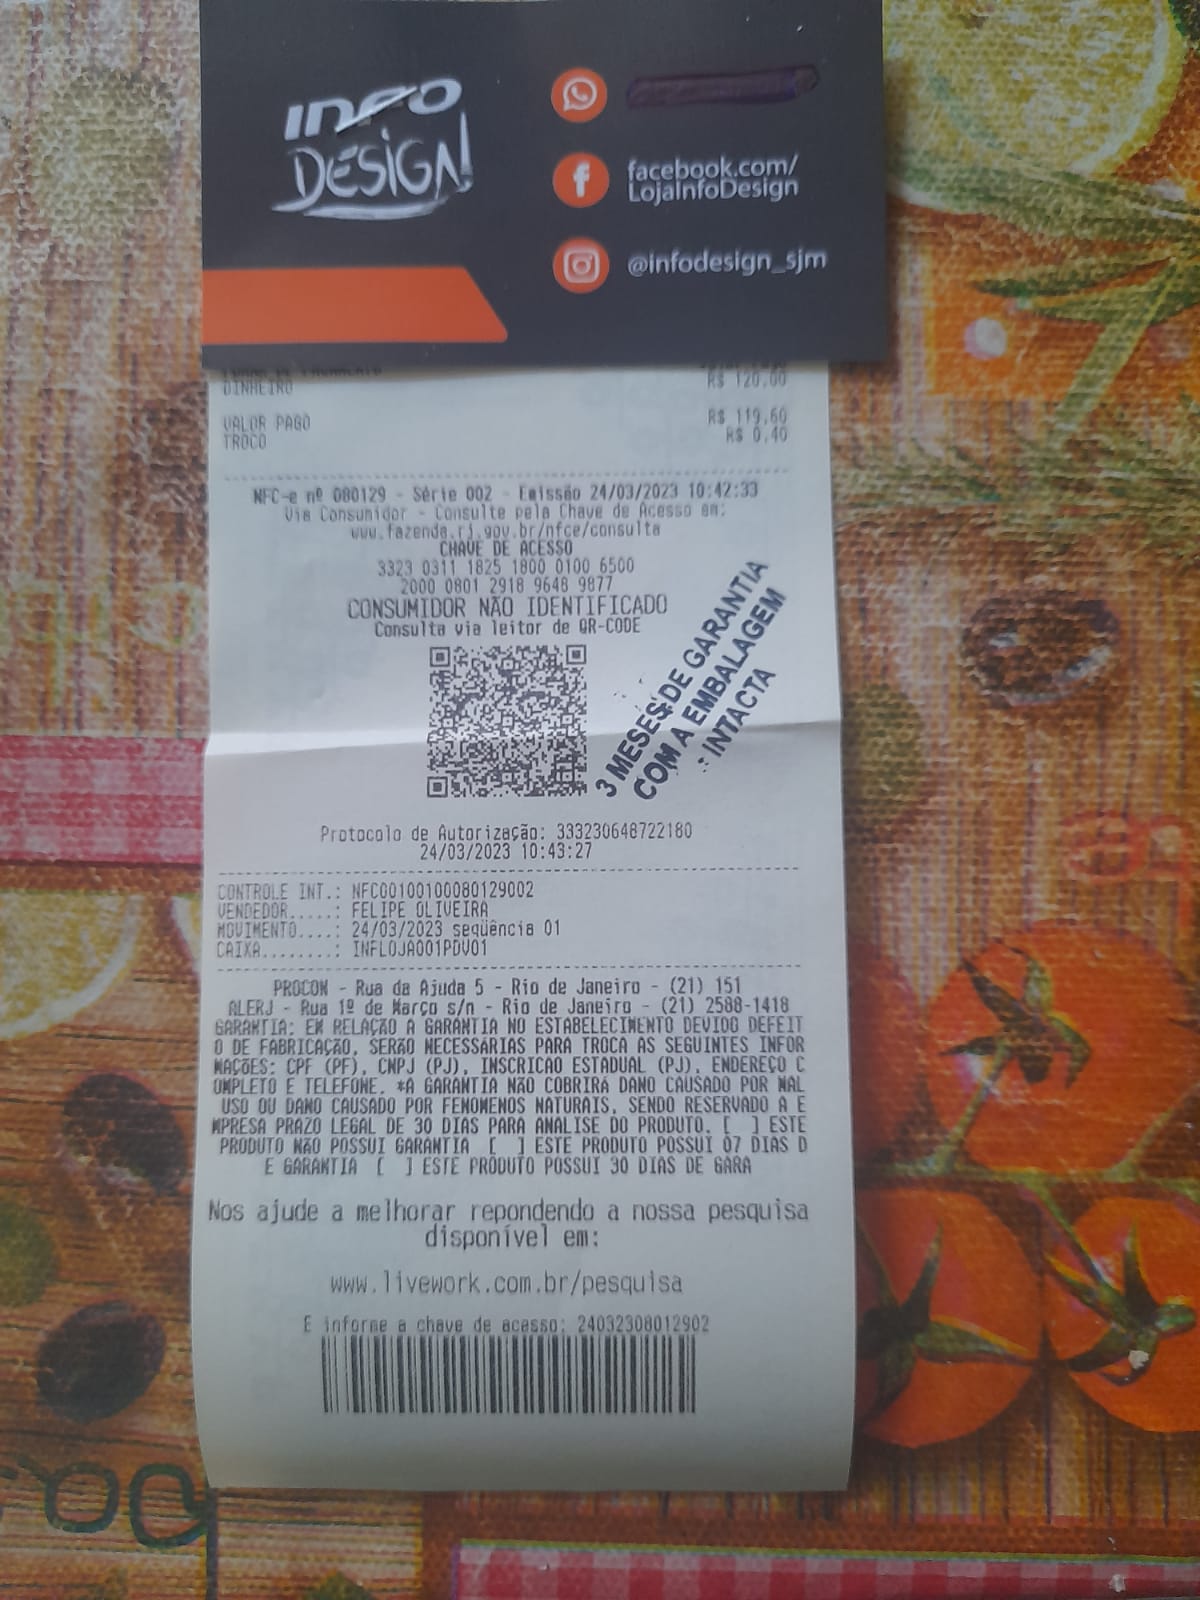 INFO
DESIGN
facebook.com/
LojaInfoDesign
@infodesign_sjm
DINHEIRO R$ 120.00
VALOR PAGO R$ 119,60
TROCO R$ 0,40
NFC-e nº 080129 - Série 002 - Emissão 24/03/2023 10:42:33
Via Consumidor - Consulte pela Chave de Acesso em:
www.fazenda.rj.gov.br/nfce/consulta
CHAVE DE ACESSO
3323 0311 1825 1800 0100 6500
2000 0801 2918 9648 9877
CONSUMIDOR NÃO IDENTIFICADO
Consulta via leitor de QR-CODE
3 MESES DE GARANTIA
COM A EMBALAGEM
INTACTA
Protocolo de Autorização: 333230648722180
24/03/2023 10:43:27
CONTROLE INT.: NFC00100100080129002
VENDEDOR.....: FELIPE OLIVEIRA
MOVIMENTO....: 24/03/2023 seqüência 01
CAIXA........: INFLOJA001PDV01
PROCON - Rua da Ajuda 5 - Rio de Janeiro - (21) 151
ALERJ - Rua 1º de Março s/n - Rio de Janeiro - (21) 2588-1418
GARANTIA: EM RELAÇÃO A GARANTIA NO ESTABELECIMENTO DEVIDO DEFEIT
O DE FABRICAÇÃO, SERÃO NECESSÁRIAS PARA TROCA AS SEGUINTES INFOR
MAÇÕES: CPF (PF), CNPJ (PJ), INSCRICAO ESTADUAL (PJ), ENDEREÇO C
OMPLETO E TELEFONE. *A GARANTIA NÃO COBRIRÁ DANO CAUSADO POR MAL
USO OU DANO CAUSADO POR FENOMENOS NATURAIS, SENDO RESERVADO A E
MPRESA PRAZO LEGAL DE 30 DIAS PARA ANALISE DO PRODUTO. [ ] ESTE
PRODUTO NÃO POSSUI GARANTIA [ ] ESTE PRODUTO POSSUI 07 DIAS D
E GARANTIA [ ] ESTE PRODUTO POSSUI 30 DIAS DE GARA
Nos ajude a melhorar repondendo a nossa pesquisa
disponível em:
www.livework.com.br/pesquisa
E informe a chave de acesso: 24032308012902